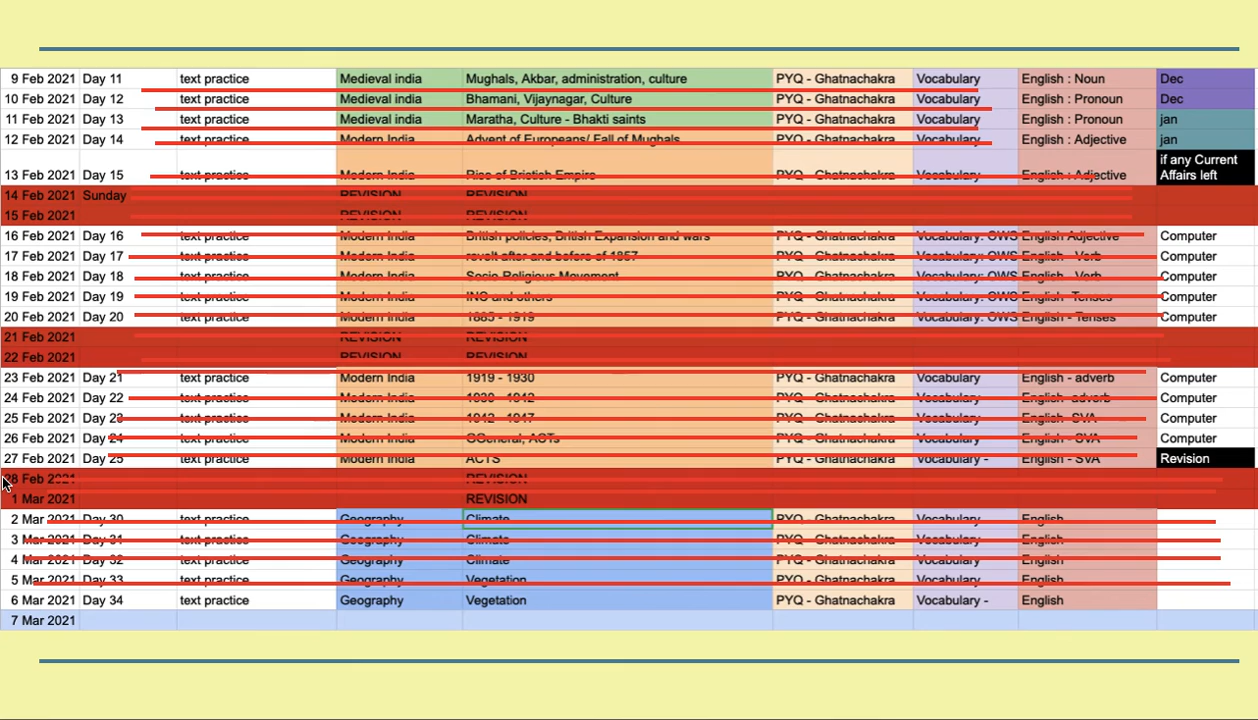 9 Feb 2021 Day 11 text practice Medieval india Mughals, Akbar, administration, culture PYQ - Ghatnachakra Vocabulary English : Noun Dec
10 Feb 2021 Day 12 text practice Medieval india Bhamani, Vijaynagar, Culture PYQ - Ghatnachakra Vocabulary English : Pronoun Dec
11 Feb 2021 Day 13 text practice Medieval india Maratha, Culture - Bhakti saints PYQ - Ghatnachakra Vocabulary English : Pronoun jan
12 Feb 2021 Day 14 text practice Modern India Advent of Europeans/ Fall of Mughals PYQ - Ghatnachakra Vocabulary English : Adjective jan
if any Current
13 Feb 2021 Day 15 text practice Modern India Rise of Bristish Empire PYQ - Ghatnachakra Vocabulary English : Adjective Affairs left
14 Feb 2021 Sunday REVISION REVISION
15 Feb 2021 REVISION REVISION
16 Feb 2021 Day 16 text practice Modern India British policies, British Expansion and wars PYQ - Ghatnachakra Vocabulary: OWS English Adjective Computer
17 Feb 2021 Day 17 text practice Modern India revolt after and before of 1857 PYQ - Ghatnachakra Vocabulary: OWS English - Verb Computer
18 Feb 2021 Day 18 text practice Modern India Socio Religious Movement PYQ - Ghatnachakra Vocabulary: OWS English - Verb Computer
19 Feb 2021 Day 19 text practice Modern India INC and others PYQ - Ghatnachakra Vocabulary: OWS English- Tenses Computer
20 Feb 2021 Day 20 text practice Modern India 1885 - 1919 PYQ - Ghatnachakra Vocabulary: OWS English - Tenses Computer
21 Feb 2021 REVISION REVISION
22 Feb 2021 REVISION REVISION
23 Feb 2021 Day 21 text practice Modern India 1919 - 1930 PYQ - Ghatnachakra Vocabulary English - adverb Computer
24 Feb 2021 Day 22 text practice Modern India 1930 - 1942 PYQ - Ghatnachakra Vocabulary English- adverb Computer
25 Feb 2021 Day 23 text practice Modern India 1942 - 1947 PYQ - Ghatnachakra Vocabulary English- SVA Computer
26 Feb 2021 Day 24 text practice Modern India ACTs PYQ - Ghatnachakra Vocabulary English - SVA Computer
27 Feb 2021 Day 25 text practice Modern India ACTS PYQ - Ghatnachakra Vocabulary - English - SVA Revision
28 Feb 2021 REVISION
1 Mar 2021 REVISION
2 Mar 2021 Day 30 text practice Geography Climate PYQ - Ghatnachakra Vocabulary English
3 Mar 2021 Day 31 text practice Geography Climate PYQ - Ghatnachakra Vocabulary English
4 Mar 2021 Day 32 text practice Geography Climate PYQ - Ghatnachakra Vocabulary English
5 Mar 2021 Day 33 text practice Geography Vegetation PYQ - Ghatnachakra Vocabulary English
6 Mar 2021 Day 34 text practice Geography Vegetation PYQ - Ghatnachakra Vocabulary - English
7 Mar 2021